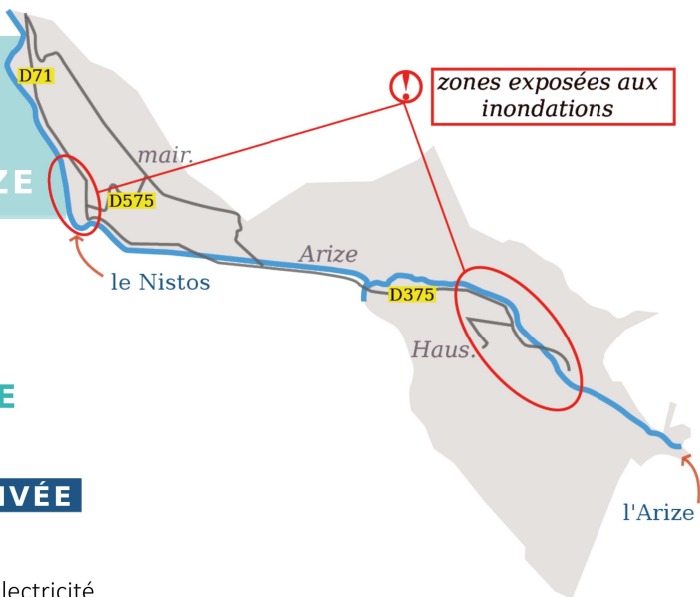 D71
zones exposées aux
inondations
mair.
ZE
D575
Arize
le Nistos
D375
Haus.
E
IVÉE
l'Arize
lectricité